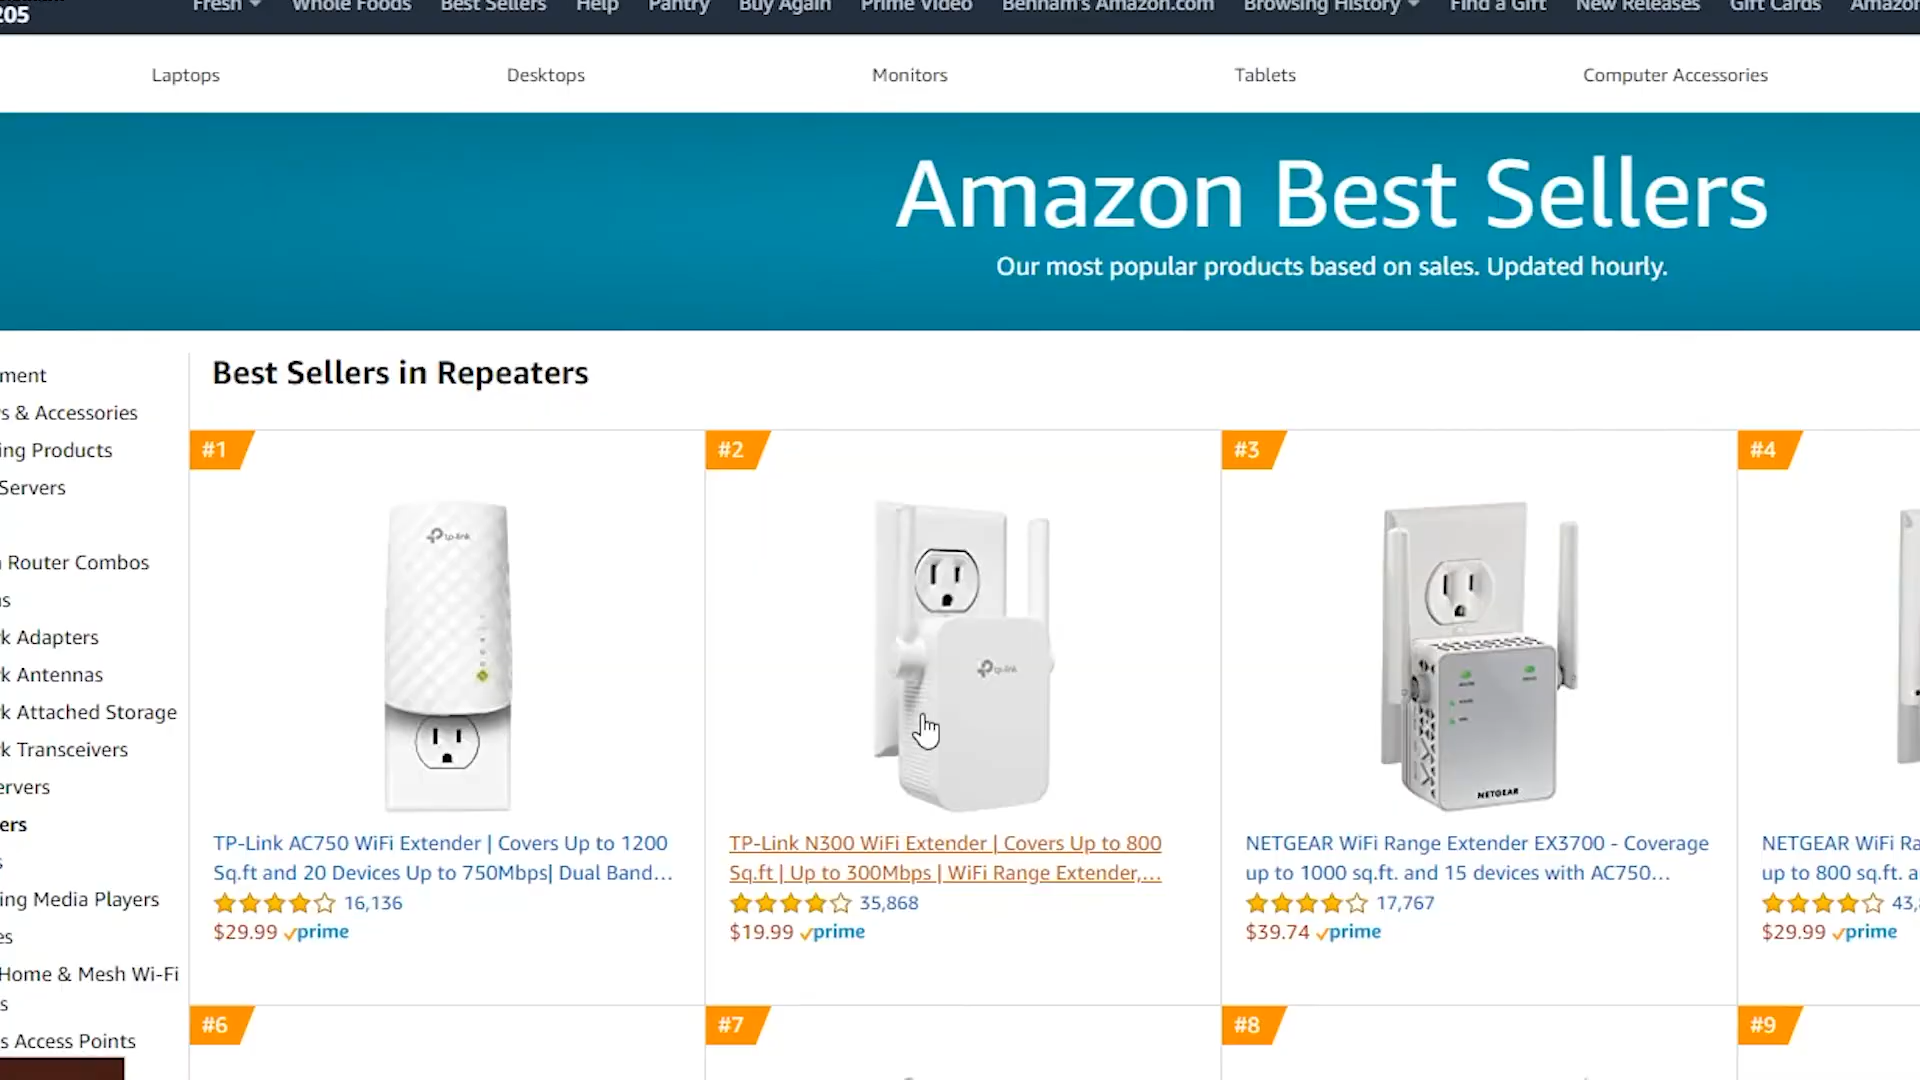 205
Fresh
Whole Foods
Best Sellers
Help
Pantry
Buy Again
Prime Video
Browsing History
Find a Gift
New Releases
Gift Cards
Laptops
Desktops
Monitors
Tablets
Computer Accessories
Amazon Best Sellers
Our most popular products based on sales. Updated hourly.
ment
s & Accessories
ing Products
Servers
Router Combos
s
k Adapters
k Antennas
k Attached Storage
k Transceivers
ervers
ers
s
ing Media Players
es
Home & Mesh Wi-Fi
s
s Access Points
Best Sellers in Repeaters
#1
tp-link
TP-Link AC750 WiFi Extender | Covers Up to 1200
Sq.ft and 20 Devices Up to 750Mbps| Dual Band...
16,136
$29.99 prime
#2
tp-link
TP-Link N300 WiFi Extender | Covers Up to 800
Sq.ft | Up to 300Mbps | WiFi Range Extender,...
35,868
$19.99 prime
#3
NETGEAR
NETGEAR WiFi Range Extender EX3700 - Coverage
up to 1000 sq.ft. and 15 devices with AC750...
17,767
$39.74 prime
#4
NETGEAR WiFi Ra
up to 800 sq.ft. a
43,
$29.99 prime
#6
#7
#8
#9